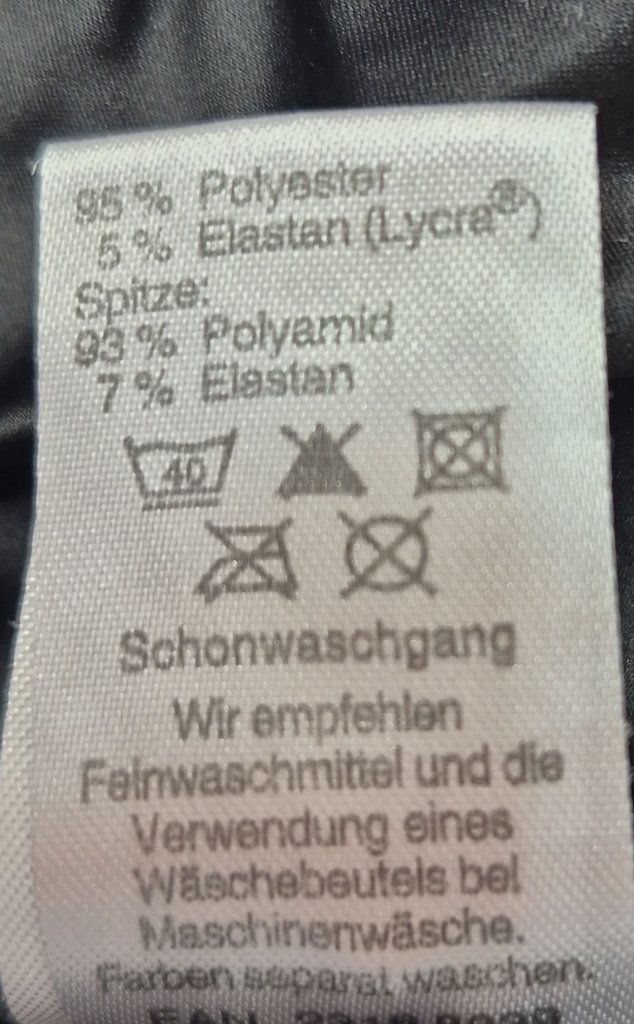 95 % Polyester
5 % Elastan (Lycra®)
Spitze:
93 % Polyamid
7 % Elastan
40
Schonwaschgang
Wir empfehlen
Feinwaschmittel und die
Verwendung eines
Wäschebeutels bei
Maschinenwäsche.
Farben separat waschen.
EAN